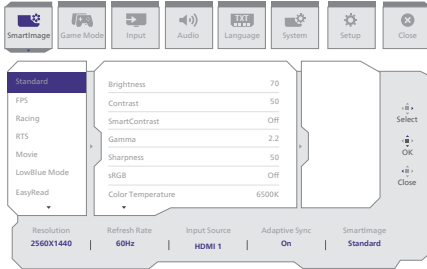 TXT
SmartImage Game Mode Input Audio Language System Setup Close
Standard
FPS
Racing
RTS
Movie
LowBlue Mode
EasyRead
Brightness 70
Contrast 50
SmartContrast Off
Gamma 2.2
Sharpness 50
sRGB Off
Color Temperature 6500K
Select
OK
Close
Resolution Refresh Rate Input Source Adaptive Sync SmartImage
2560X1440 60Hz HDMI 1 On Standard